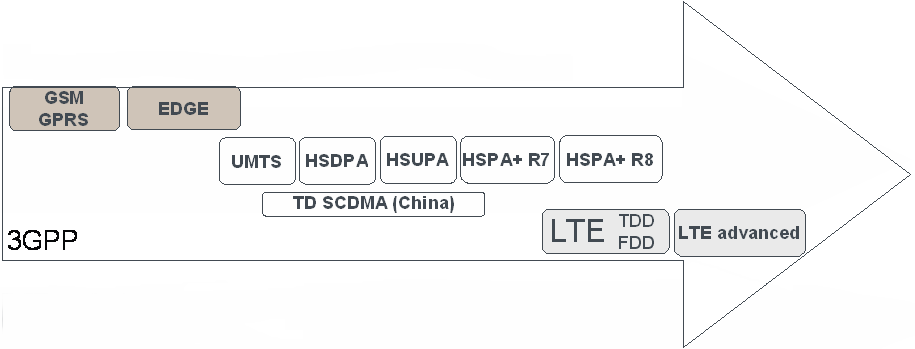 GSM
GPRS
EDGE
UMTS
HSDPA
HSUPA
HSPA+ R7
HSPA+ R8
TD SCDMA (China)
3GPP
LTE TDD
FDD
LTE advanced